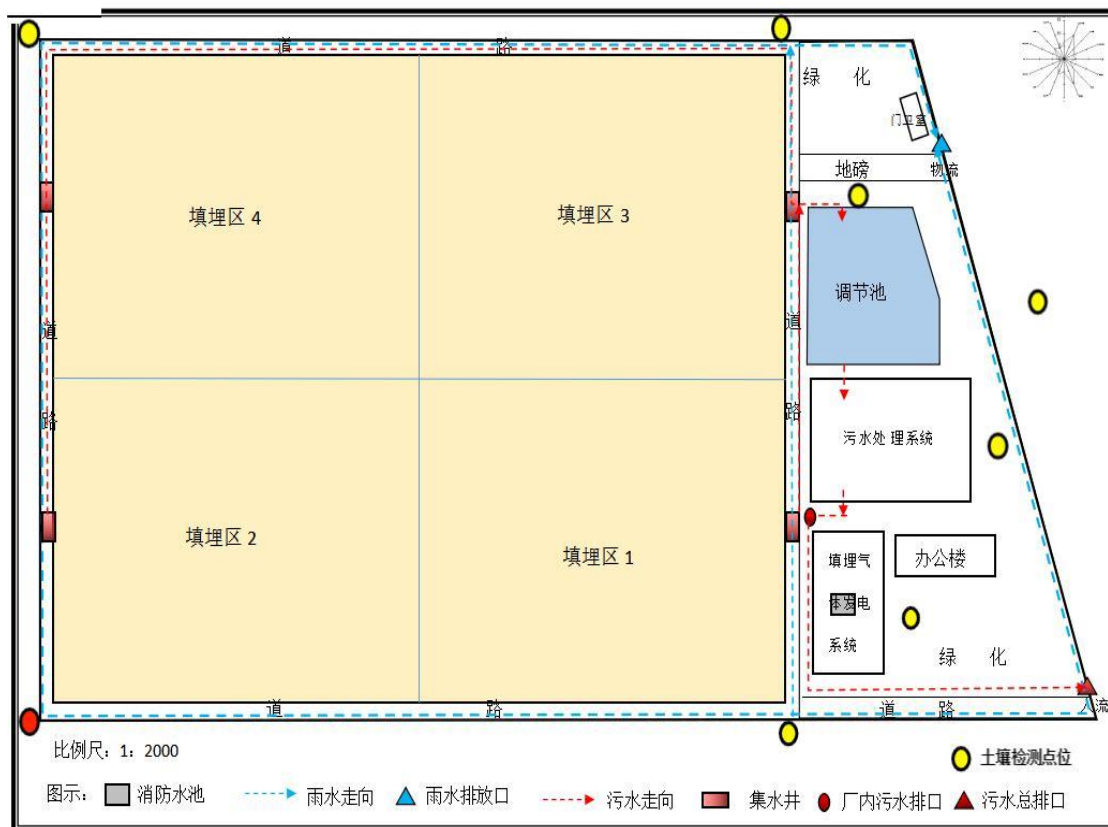 道 路
绿 化
门卫室
地磅
物流
填埋区 4
填埋区 3
调节池
道
路
道
路
污水处 理系统
填埋区 2
填埋区 1
填埋气
体发电
系统
办公楼
绿 化
道 路
道 路
人流
比例尺：1：2000
土壤检测点位
图示： 消防水池 雨水走向 雨水排放口 污水走向 集水井 厂内污水排口 污水总排口